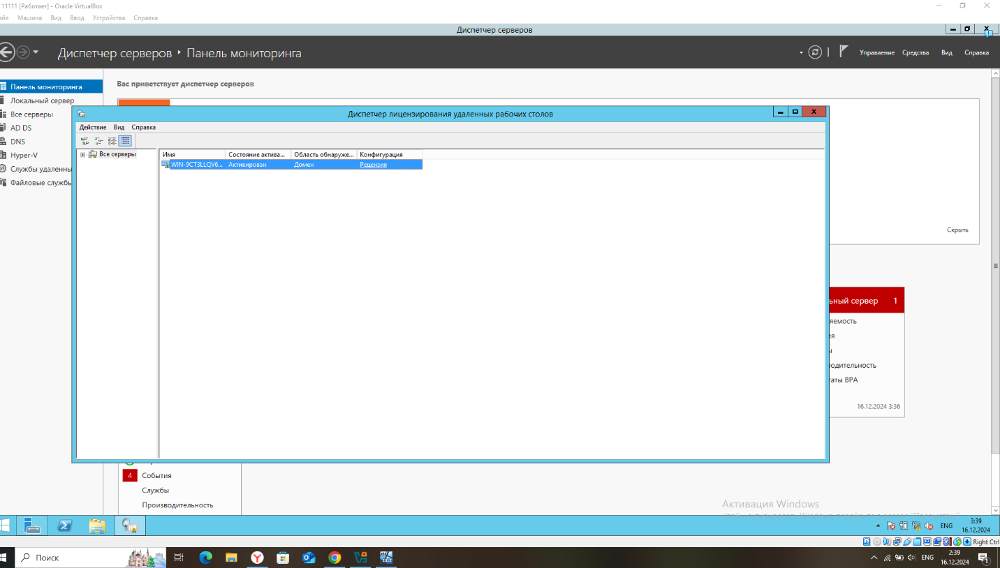 11111 [Работает] - Oracle VirtualBox
Машина Вид Ввод Устройства Справка
Диспетчер серверов
Диспетчер серверов Панель мониторинга
Управление Средства Вид Справка
Панель мониторинга
Локальный сервер
Все серверы
AD DS
DNS
Hyper-V
Службы удаленны
Файловые службы
Вас приветствует диспетчер серверов
Диспетчер лицензирования удаленных рабочих столов
Действие Вид Справка
Все серверы
Имя Состояние актива... Область обнаруже... Конфигурация
WIN-9CT3LLQV6... Активирован Домен Рецензия
Скрыть
ьный сервер 1
яемость
ия
ы
водительность
таты BPA
16.12.2024 3:36
4 События
Службы
Производительность
Активация Windows
ENG
3:39
16.12.2024
Right Ctrl
Поиск
ENG
2:39
16.12.2024
1